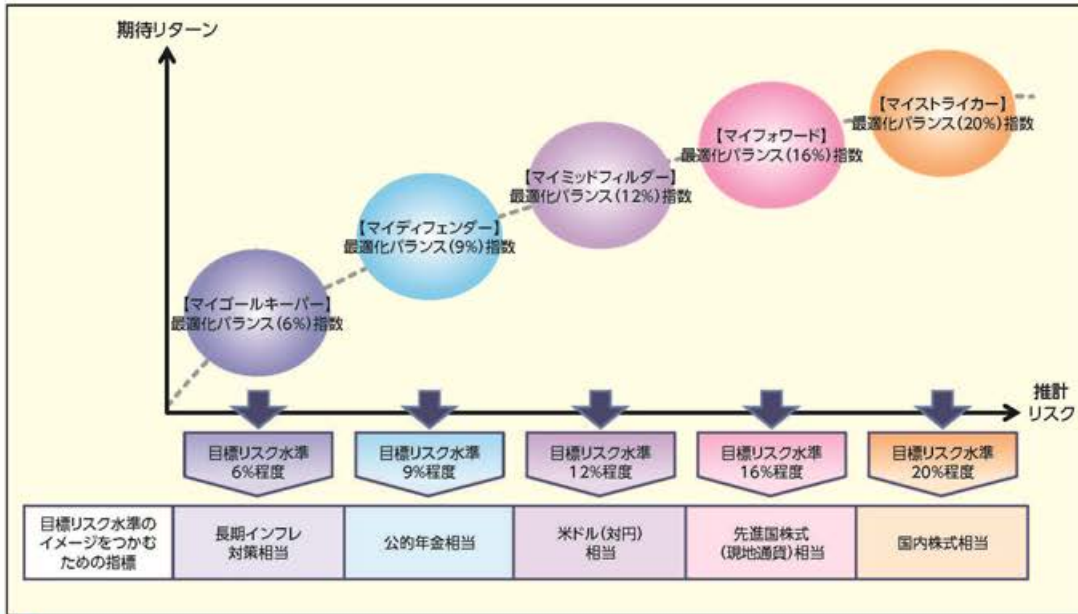 期待リターン
【マイストライカー】
最適化バランス(20%)指数
【マイフォワード】
最適化バランス(16%)指数
【マイミッドフィルダー】
最適化バランス(12%)指数
【マイディフェンダー】
最適化バランス(9%)指数
【マイゴールキーパー】
最適化バランス(6%)指数
推計
リスク
目標リスク水準
6%程度
目標リスク水準
9%程度
目標リスク水準
12%程度
目標リスク水準
16%程度
目標リスク水準
20%程度
目標リスク水準の
イメージをつかむ
ための指標
長期インフレ
対策相当
公的年金相当
米ドル(対円)
相当
先進国株式
(現地通貨)相当
国内株式相当